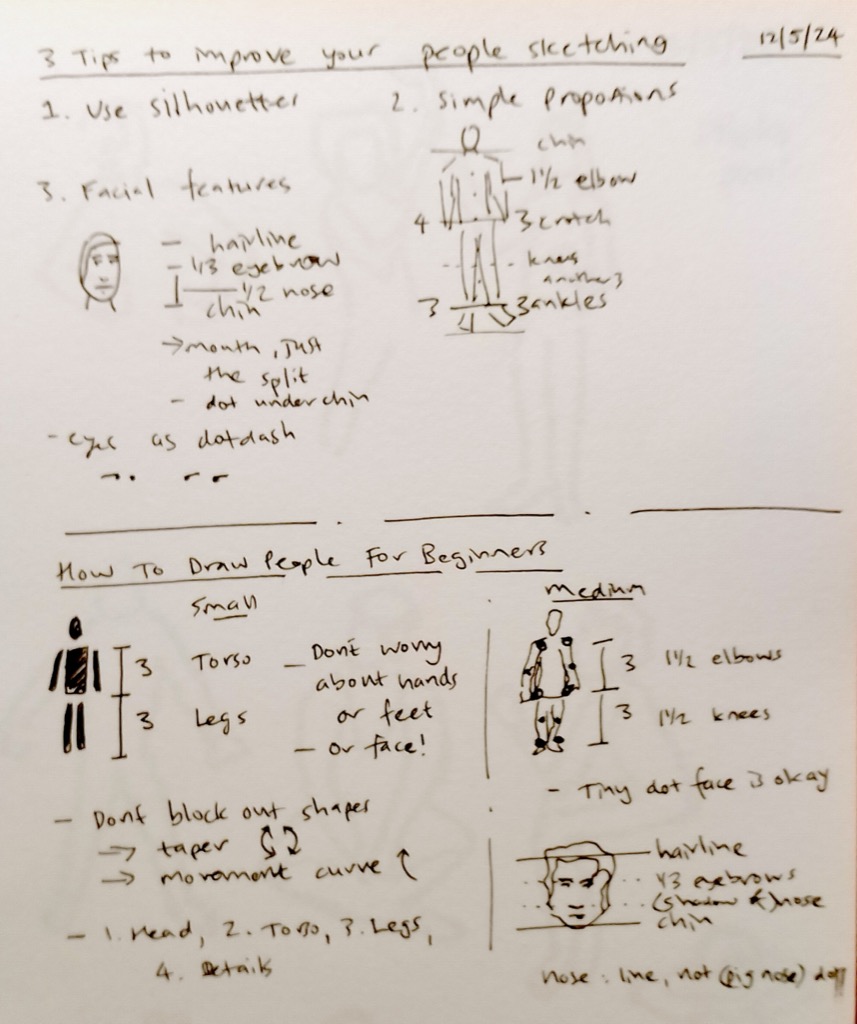 3 Tips to improve your people sketching
12/5/24
1. Use silhouetter
2. Simple Propotions
chin
1½ elbow
4
3 crotch
knees
another 3
3
3 ankles
3. Facial features
- hairline
- 1/3 eyebrow
1/2 nose
chin
→ mouth, just
the split
- dot under chin
- eyes as dotdash
How To Draw People For Beginners
Small
3 Torso
3 Legs
- Don't worry
about hands
or feet
- or face!
- Dont block out shapes
→ taper
→ movement curve
- 1. Head, 2. Torso, 3. Legs,
4. Details
Medium
3 1½ elbows
3 1½ knees
- Tiny dot face is okay
hairline
1/3 eyebrows
(shadow of) nose
chin
nose: line, not (pig nose) dots